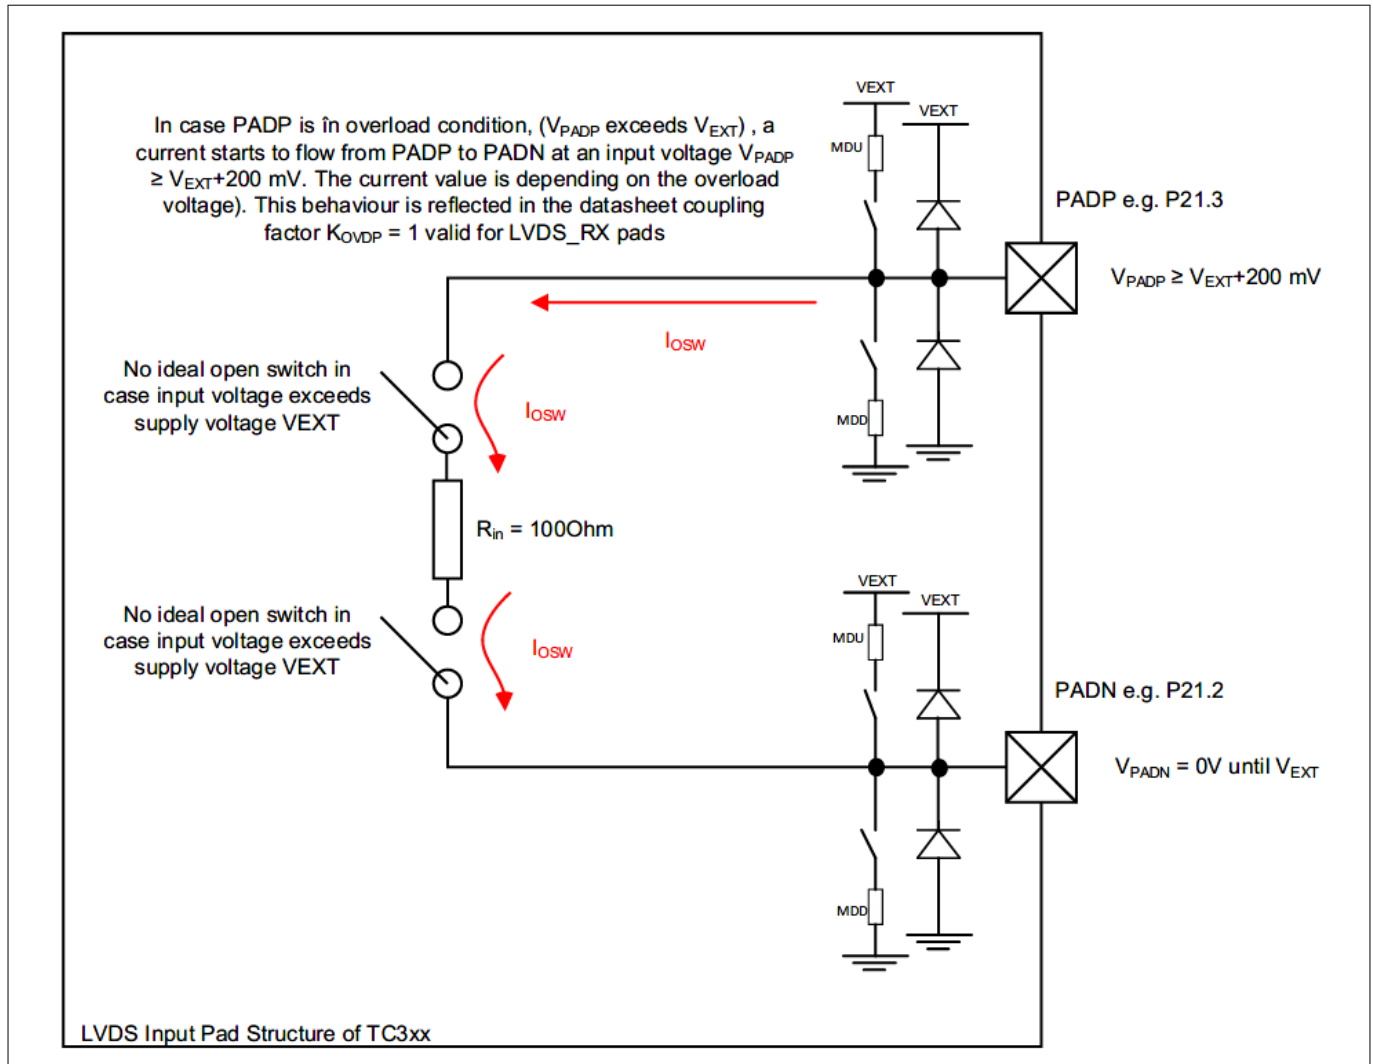 In case PADP is în overload condition, (VPADP exceeds VEXT) , a
current starts to flow from PADP to PADN at an input voltage VPADP
≥ VEXT+200 mV. The current value is depending on the overload
voltage). This behaviour is reflected in the datasheet coupling
factor KOVDP = 1 valid for LVDS_RX pads
VEXT
VEXT
MDU
PADP e.g. P21.3
VPADP ≥ VEXT+200 mV
IOSW
No ideal open switch in
case input voltage exceeds
supply voltage VEXT
IOSW
MDD
Rin = 100Ohm
VEXT
VEXT
No ideal open switch in
case input voltage exceeds
supply voltage VEXT
IOSW
MDU
PADN e.g. P21.2
VPADN = 0V until VEXT
MDD
LVDS Input Pad Structure of TC3xx